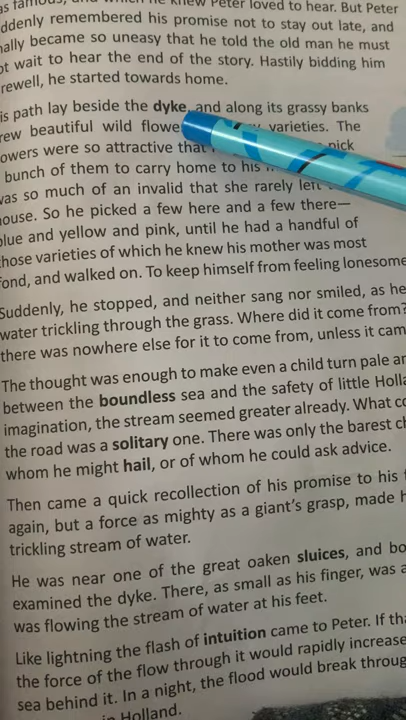 as famous, and which he knew Peter loved to hear. But Peter
ddenly remembered his promise not to stay out late, and
nally became so uneasy that he told the old man he must
ot wait to hear the end of the story. Hastily bidding him
rewell, he started towards home.
is path lay beside the dyke, and along its grassy banks
rew beautiful wild flowe varieties. The
owers were so attractive that pick
bunch of them to carry home to his
was so much of an invalid that she rarely left
ouse. So he picked a few here and a few there—
blue and yellow and pink, until he had a handful of
those varieties of which he knew his mother was most
fond, and walked on. To keep himself from feeling lonesome
Suddenly, he stopped, and neither sang nor smiled, as he
water trickling through the grass. Where did it come from?
there was nowhere else for it to come from, unless it cam
The thought was enough to make even a child turn pale an
between the boundless sea and the safety of little Holla
imagination, the stream seemed greater already. What co
the road was a solitary one. There was only the barest ch
whom he might hail, or of whom he could ask advice.
Then came a quick recollection of his promise to his
again, but a force as mighty as a giant's grasp, made h
trickling stream of water.
He was near one of the great oaken sluices, and bo
examined the dyke. There, as small as his finger, was a
was flowing the stream of water at his feet.
Like lightning the flash of intuition came to Peter. If tha
the force of the flow through it would rapidly increase
sea behind it. In a night, the flood would break throug
in Holland.